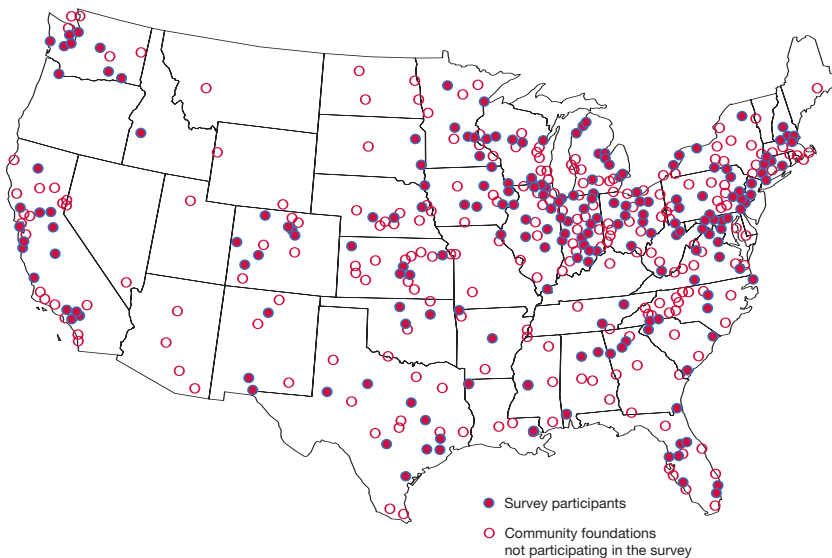 Survey participants
Community foundations
not participating in the survey